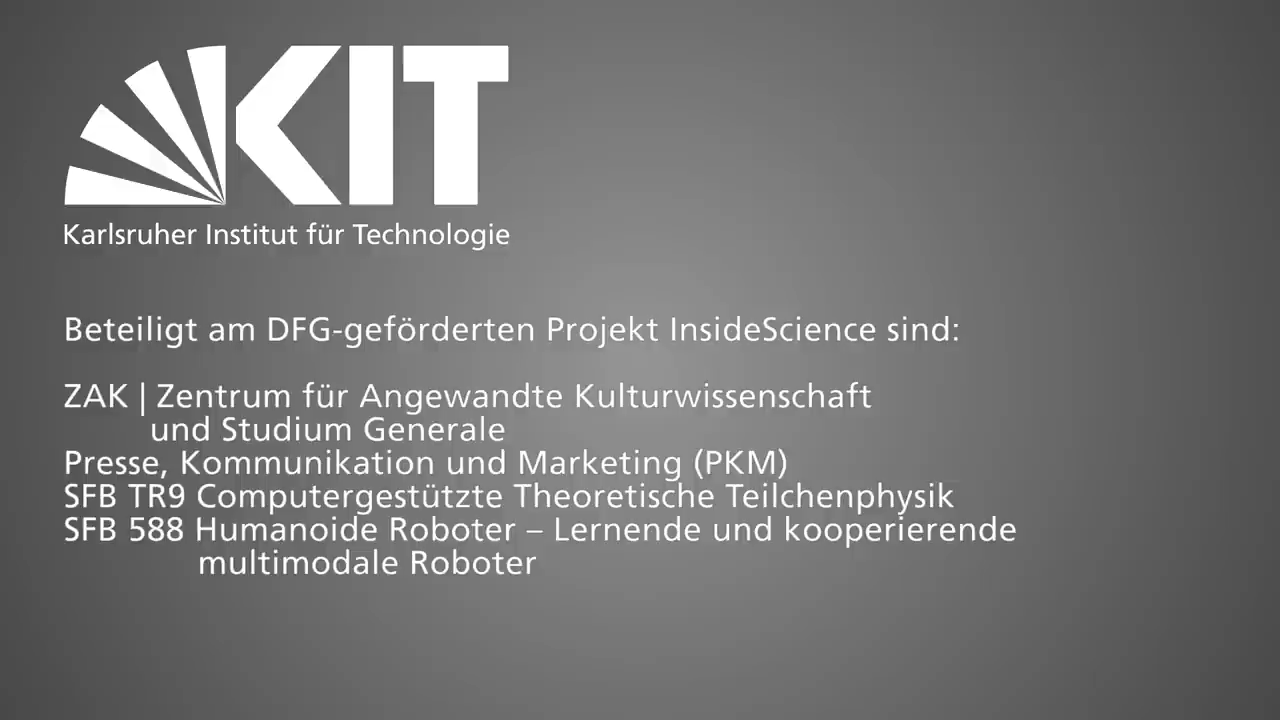 KIT
Karlsruher Institut für Technologie
Beteiligt am DFG-geförderten Projekt InsideScience sind:
ZAK | Zentrum für Angewandte Kulturwissenschaft
und Studium Generale
Presse, Kommunikation und Marketing (PKM)
SFB TR9 Computergestützte Theoretische Teilchenphysik
SFB 588 Humanoide Roboter – Lernende und kooperierende
multimodale Roboter